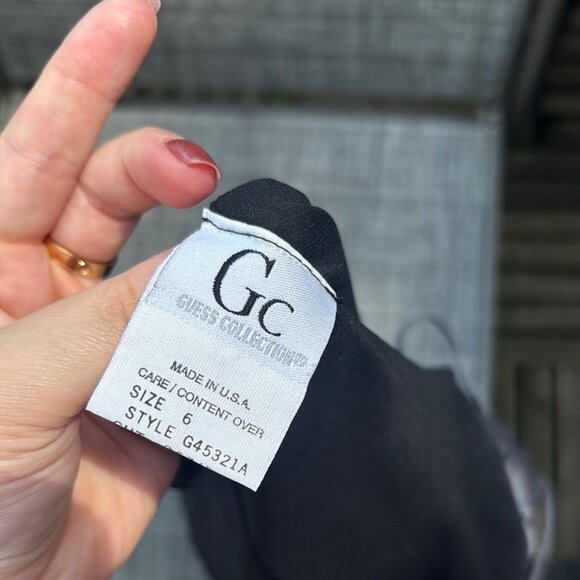 Gc
GUESS COLLECTION®
MADE IN U.S.A.
CARE / CONTENT OVER
SIZE 6
STYLE G45321A